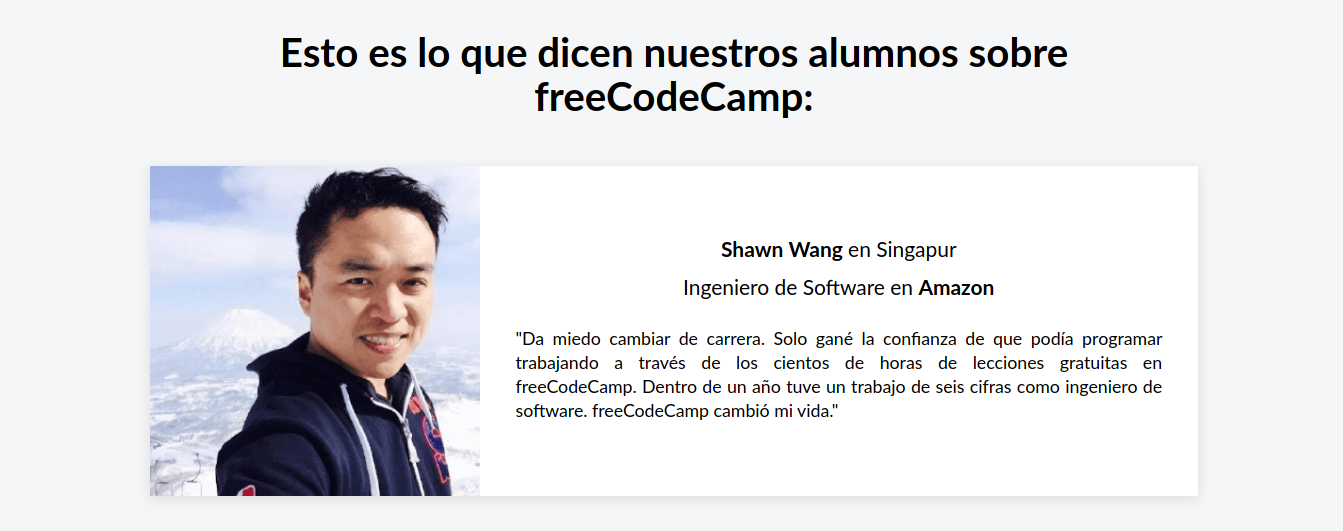 Esto es lo que dicen nuestros alumnos sobre
freeCodeCamp:
Shawn Wang en Singapur
Ingeniero de Software en Amazon
"Da miedo cambiar de carrera. Solo gané la confianza de que podía programar
trabajando a través de los cientos de horas de lecciones gratuitas en
freeCodeCamp. Dentro de un año tuve un trabajo de seis cifras como ingeniero de
software. freeCodeCamp cambió mi vida."